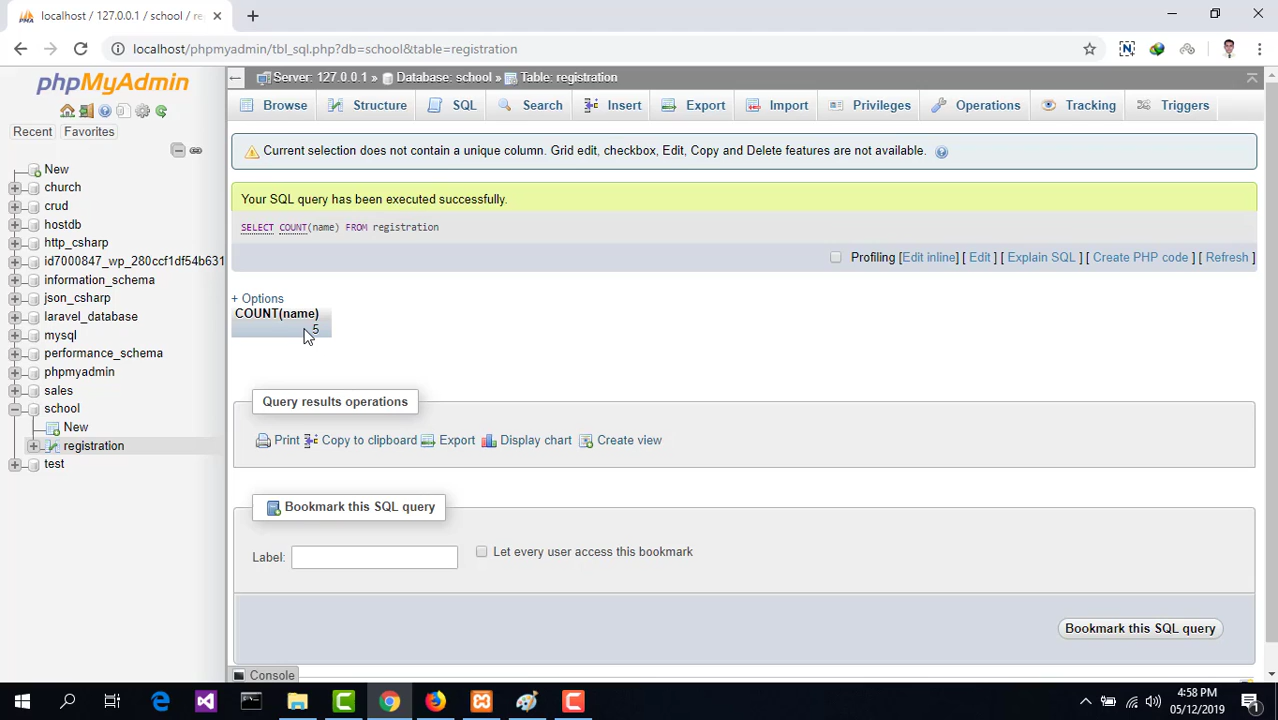 localhost / 127.0.0.1 / school / re
localhost/phpmyadmin/tbl_sql.php?db=school&table=registration
phpMyAdmin
Recent Favorites
New
church
crud
hostdb
http_csharp
id7000847_wp_280ccf1df54b631
information_schema
json_csharp
laravel_database
mysql
performance_schema
phpmyadmin
sales
school
New
registration
test
Server: 127.0.0.1 » Database: school » Table: registration
Browse Structure SQL Search Insert Export Import Privileges Operations Tracking Triggers
Current selection does not contain a unique column. Grid edit, checkbox, Edit, Copy and Delete features are not available.
Your SQL query has been executed successfully.
SELECT COUNT(name) FROM registration
Profiling [Edit inline] [ Edit ] [ Explain SQL ] [ Create PHP code ] [ Refresh ]
+ Options
COUNT(name)
5
Query results operations
Print Copy to clipboard Export Display chart Create view
Bookmark this SQL query
Label: Let every user access this bookmark
Bookmark this SQL query
Console
4:58 PM
05/12/2019